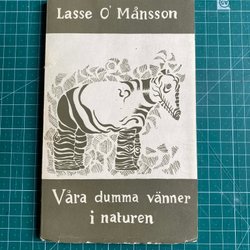 Lasse O' Månsson
Våra dumma vänner
i naturen